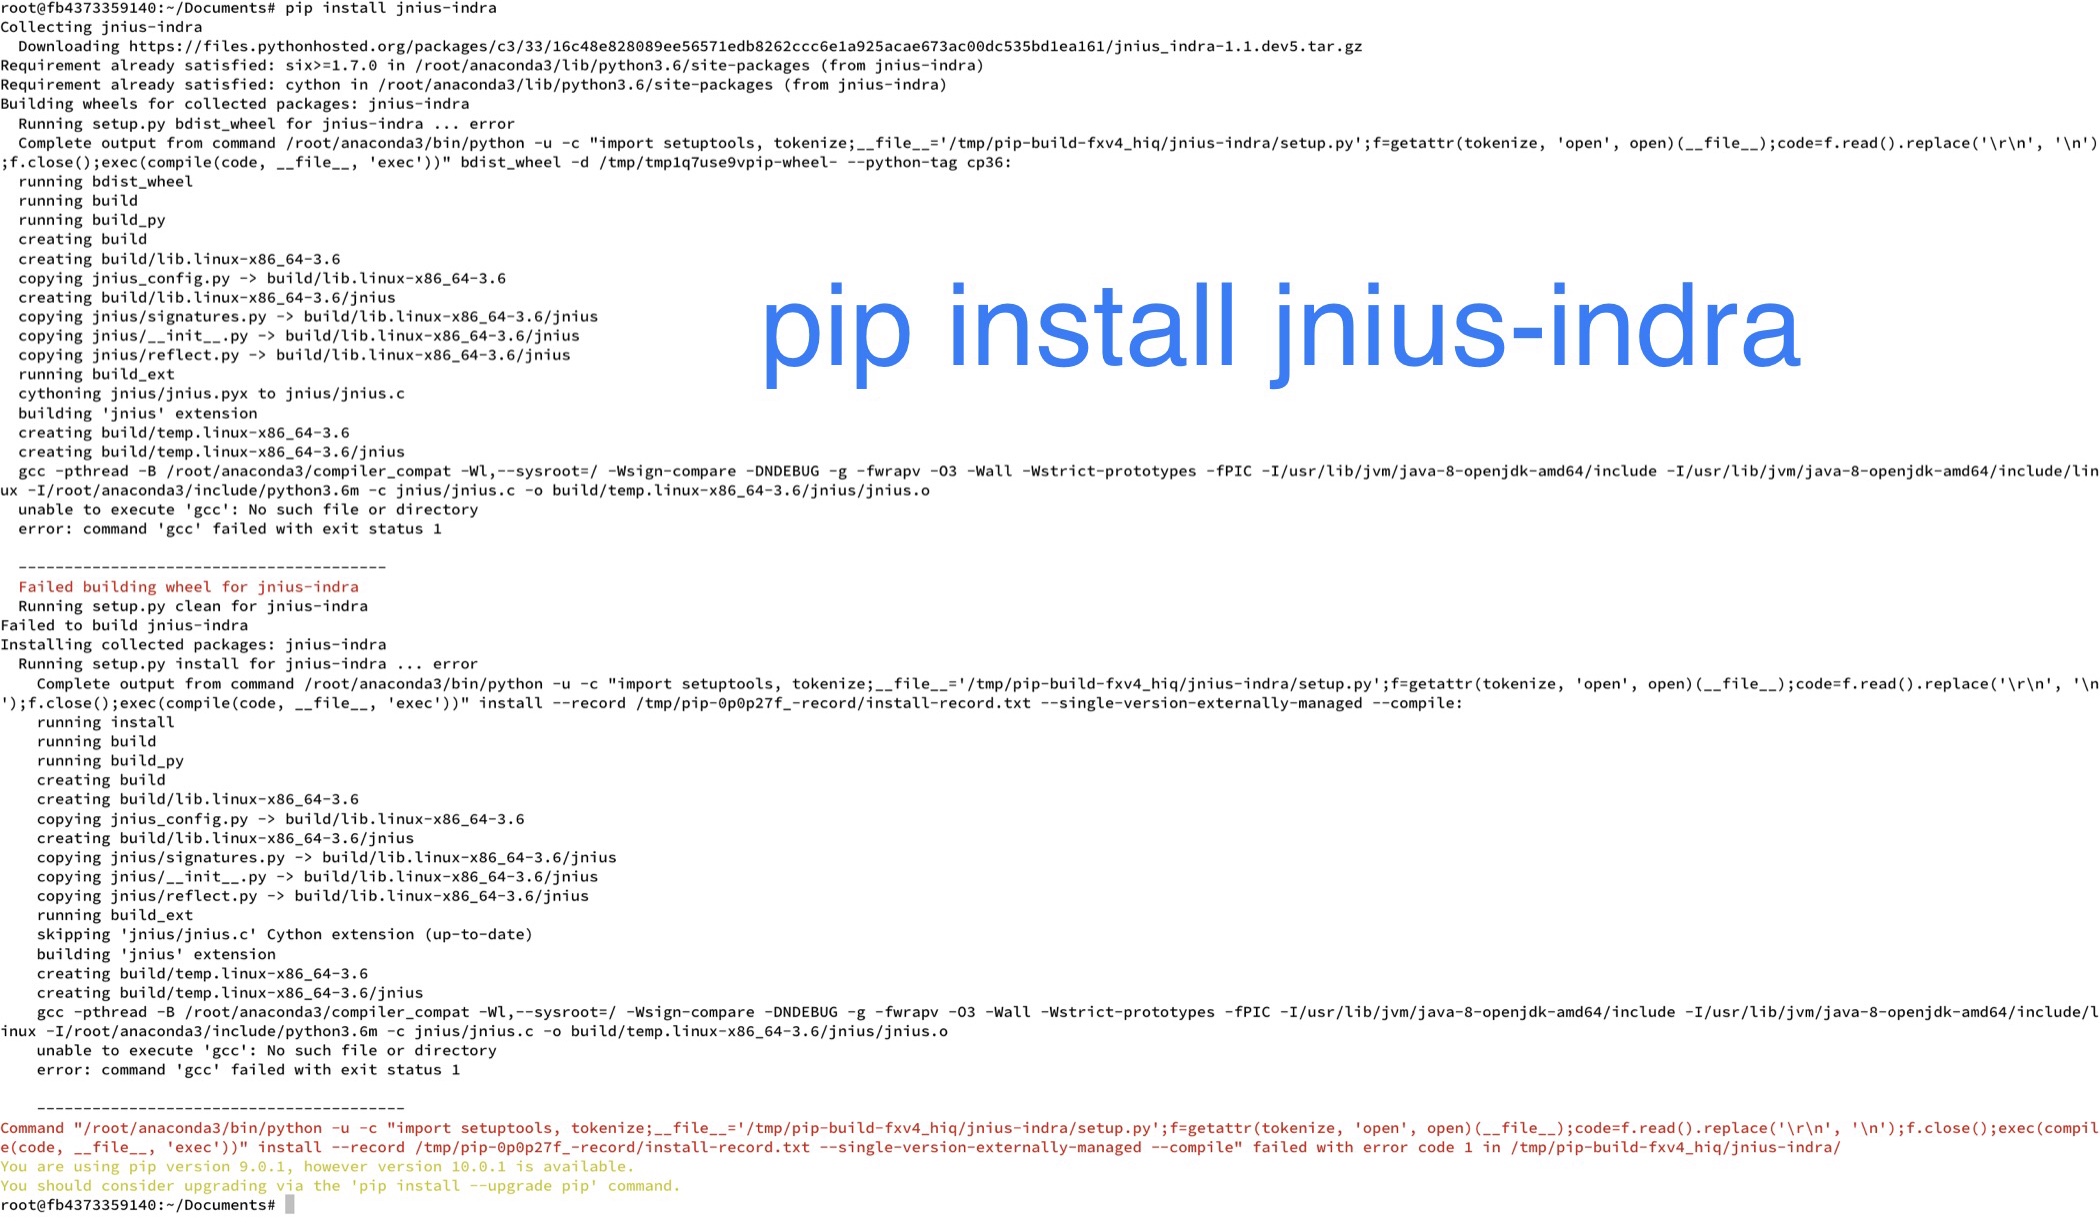 root@fb4373359140:~/Documents# pip install jnius-indra
Collecting jnius-indra
  Downloading https://files.pythonhosted.org/packages/c3/33/16c48e828089ee56571edb8262ccc6e1a925acae673ac00dc535bd1ea161/jnius_indra-1.1.dev5.tar.gz
Requirement already satisfied: six>=1.7.0 in /root/anaconda3/lib/python3.6/site-packages (from jnius-indra)
Requirement already satisfied: cython in /root/anaconda3/lib/python3.6/site-packages (from jnius-indra)
Building wheels for collected packages: jnius-indra
  Running setup.py bdist_wheel for jnius-indra ... error
  Complete output from command /root/anaconda3/bin/python -u -c "import setuptools, tokenize;__file__='/tmp/pip-build-fxv4_hiq/jnius-indra/setup.py';f=getattr(tokenize, 'open', open)(__file__);code=f.read().replace('\r\n', '\n')
;f.close();exec(compile(code, __file__, 'exec'))" bdist_wheel -d /tmp/tmp1q7use9vpip-wheel- --python-tag cp36:
  running bdist_wheel
  running build
  running build_py
  creating build
  creating build/lib.linux-x86_64-3.6
  copying jnius_config.py -> build/lib.linux-x86_64-3.6
  creating build/lib.linux-x86_64-3.6/jnius
  copying jnius/signatures.py -> build/lib.linux-x86_64-3.6/jnius
  copying jnius/__init__.py -> build/lib.linux-x86_64-3.6/jnius
  copying jnius/reflect.py -> build/lib.linux-x86_64-3.6/jnius
pip install jnius-indra
  running build_ext
  cythoning jnius/jnius.pyx to jnius/jnius.c
  building 'jnius' extension
  creating build/temp.linux-x86_64-3.6
  creating build/temp.linux-x86_64-3.6/jnius
  gcc -pthread -B /root/anaconda3/compiler_compat -Wl,--sysroot=/ -Wsign-compare -DNDEBUG -g -fwrapv -O3 -Wall -Wstrict-prototypes -fPIC -I/usr/lib/jvm/java-8-openjdk-amd64/include -I/usr/lib/jvm/java-8-openjdk-amd64/include/lin
ux -I/root/anaconda3/include/python3.6m -c jnius/jnius.c -o build/temp.linux-x86_64-3.6/jnius/jnius.o
  unable to execute 'gcc': No such file or directory
  error: command 'gcc' failed with exit status 1
  ----------------------------------------
  Failed building wheel for jnius-indra
  Running setup.py clean for jnius-indra
Failed to build jnius-indra
Installing collected packages: jnius-indra
  Running setup.py install for jnius-indra ... error
    Complete output from command /root/anaconda3/bin/python -u -c "import setuptools, tokenize;__file__='/tmp/pip-build-fxv4_hiq/jnius-indra/setup.py';f=getattr(tokenize, 'open', open)(__file__);code=f.read().replace('\r\n', '\n
');f.close();exec(compile(code, __file__, 'exec'))" install --record /tmp/pip-0p0p27f_-record/install-record.txt --single-version-externally-managed --compile:
    running install
    running build
    running build_py
    creating build
    creating build/lib.linux-x86_64-3.6
    copying jnius_config.py -> build/lib.linux-x86_64-3.6
    creating build/lib.linux-x86_64-3.6/jnius
    copying jnius/signatures.py -> build/lib.linux-x86_64-3.6/jnius
    copying jnius/__init__.py -> build/lib.linux-x86_64-3.6/jnius
    copying jnius/reflect.py -> build/lib.linux-x86_64-3.6/jnius
    running build_ext
    skipping 'jnius/jnius.c' Cython extension (up-to-date)
    building 'jnius' extension
    creating build/temp.linux-x86_64-3.6
    creating build/temp.linux-x86_64-3.6/jnius
    gcc -pthread -B /root/anaconda3/compiler_compat -Wl,--sysroot=/ -Wsign-compare -DNDEBUG -g -fwrapv -O3 -Wall -Wstrict-prototypes -fPIC -I/usr/lib/jvm/java-8-openjdk-amd64/include -I/usr/lib/jvm/java-8-openjdk-amd64/include/l
inux -I/root/anaconda3/include/python3.6m -c jnius/jnius.c -o build/temp.linux-x86_64-3.6/jnius/jnius.o
    unable to execute 'gcc': No such file or directory
    error: command 'gcc' failed with exit status 1
    ----------------------------------------
Command "/root/anaconda3/bin/python -u -c "import setuptools, tokenize;__file__='/tmp/pip-build-fxv4_hiq/jnius-indra/setup.py';f=getattr(tokenize, 'open', open)(__file__);code=f.read().replace('\r\n', '\n');f.close();exec(compil
e(code, __file__, 'exec'))" install --record /tmp/pip-0p0p27f_-record/install-record.txt --single-version-externally-managed --compile" failed with error code 1 in /tmp/pip-build-fxv4_hiq/jnius-indra/
You are using pip version 9.0.1, however version 10.0.1 is available.
You should consider upgrading via the 'pip install --upgrade pip' command.
root@fb4373359140:~/Documents#